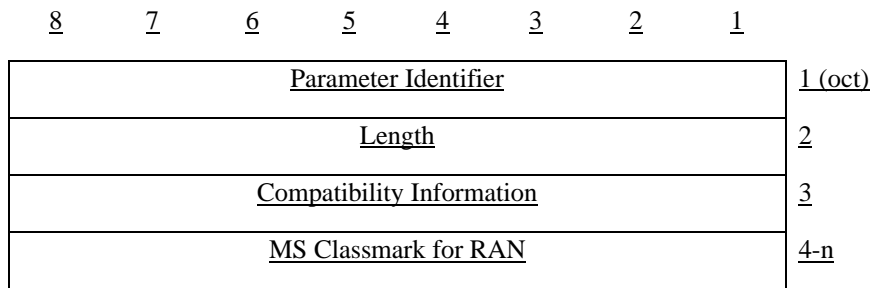 8 7 6 5 4 3 2 1
Parameter Identifier 1 (oct)
Length 2
Compatibility Information 3
MS Classmark for RAN 4-n